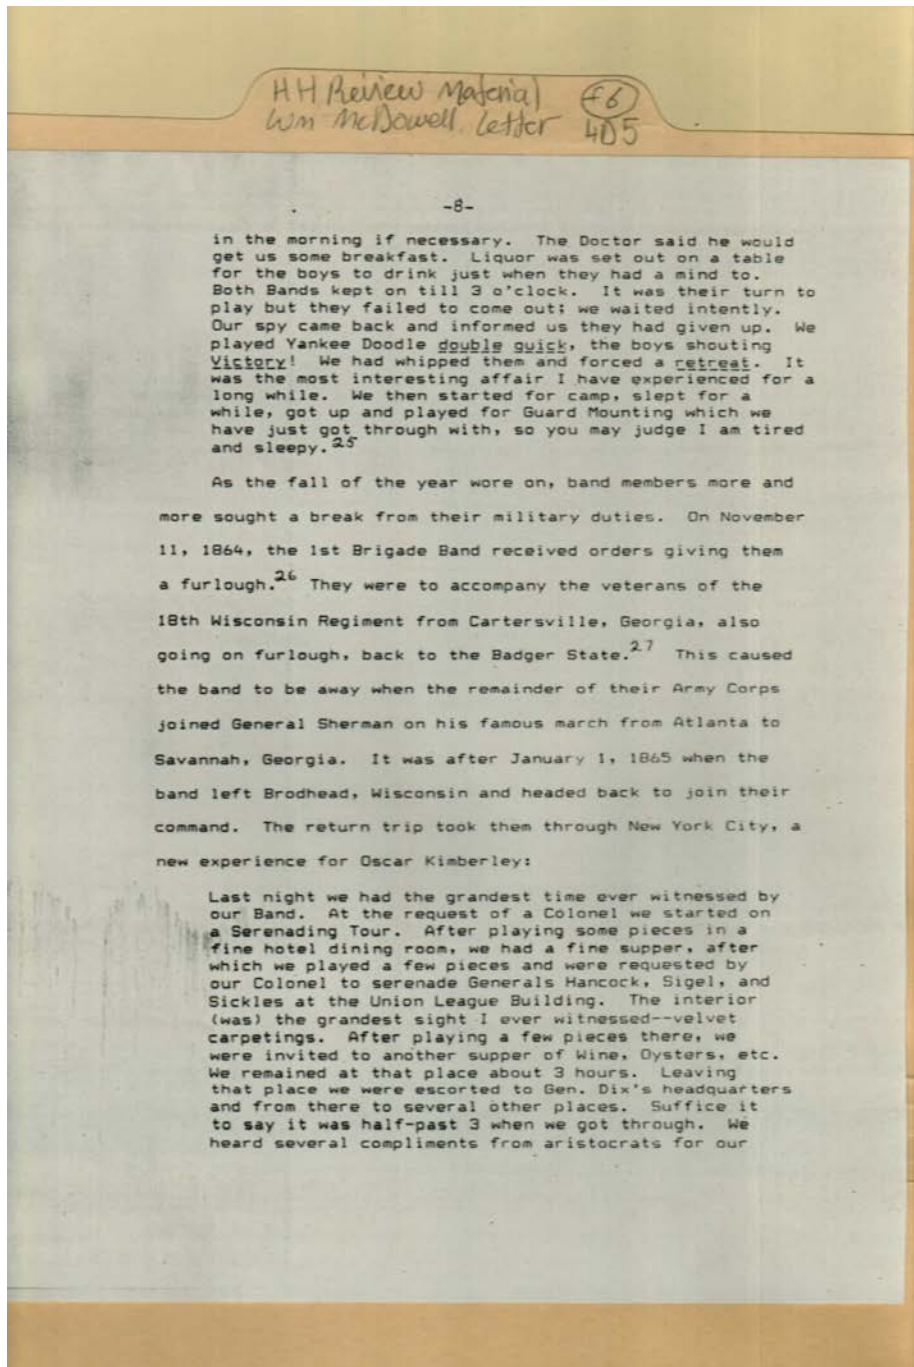 HH Review Material f6
Wm McDowell Letter 4D5
-8-
in the morning if necessary. The Doctor said he would
get us some breakfast. Liquor was set out on a table
for the boys to drink just when they had a mind to.
Both Bands kept on till 3 o'clock. It was their turn to
play but they failed to come out; we waited intently.
Our spy came back and informed us they had given up. We
played Yankee Doodle double quick, the boys shouting
Victory! We had whipped them and forced a retreat. It
was the most interesting affair I have experienced for a
long while. We then started for camp, slept for a
while, got up and played for Guard Mounting which we
have just got through with, so you may judge I am tired
and sleepy.25
As the fall of the year wore on, band members more and
more sought a break from their military duties. On November
11, 1864, the 1st Brigade Band received orders giving them
a furlough.26 They were to accompany the veterans of the
18th Wisconsin Regiment from Cartersville, Georgia, also
going on furlough, back to the Badger State.27 This caused
the band to be away when the remainder of their Army Corps
joined General Sherman on his famous march from Atlanta to
Savannah, Georgia. It was after January 1, 1865 when the
band left Brodhead, Wisconsin and headed back to join their
command. The return trip took them through New York City, a
new experience for Oscar Kimberley:
Last night we had the grandest time ever witnessed by
our Band. At the request of a Colonel we started on
a Serenading Tour. After playing some pieces in a
fine hotel dining room, we had a fine supper, after
which we played a few pieces and were requested by
our Colonel to serenade Generals Hancock, Sigel, and
Sickles at the Union League Building. The interior
(was) the grandest sight I ever witnessed--velvet
carpetings. After playing a few pieces there, we
were invited to another supper of Wine, Oysters, etc.
We remained at that place about 3 hours. Leaving
that place we were escorted to Gen. Dix's headquarters
and from there to several other places. Suffice it
to say it was half-past 3 when we got through. We
heard several compliments from aristocrats for our